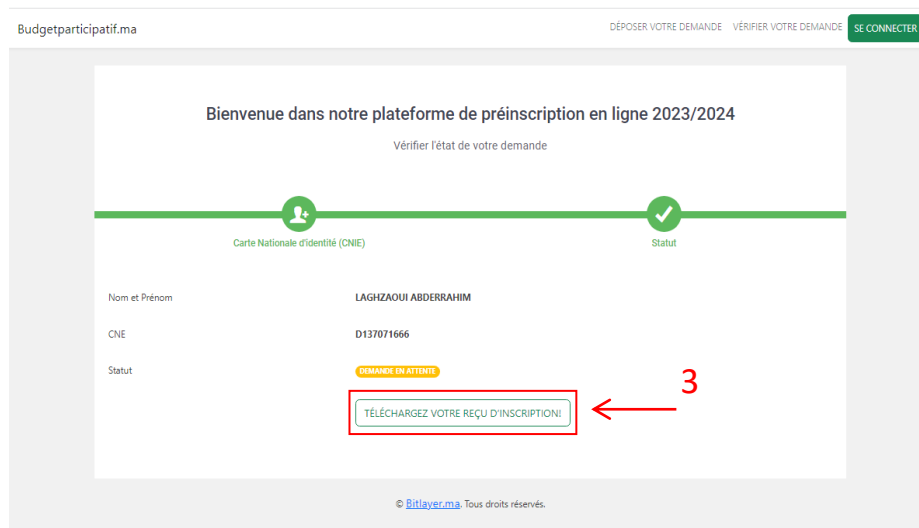 Budgetparticipatif.ma
DÉPOSER VOTRE DEMANDE VÉRIFIER VOTRE DEMANDE SE CONNECTER
Bienvenue dans notre plateforme de préinscription en ligne 2023/2024
Vérifier l'état de votre demande
Carte Nationale d'identité (CNIE) Statut
Nom et Prénom LAGHZAOUI ABDERRAHIM
CNE D137071666
Statut DEMANDE EN ATTENTE
3
TÉLÉCHARGEZ VOTRE REÇU D'INSCRIPTION!
© Bitlayer.ma. Tous droits réservés.